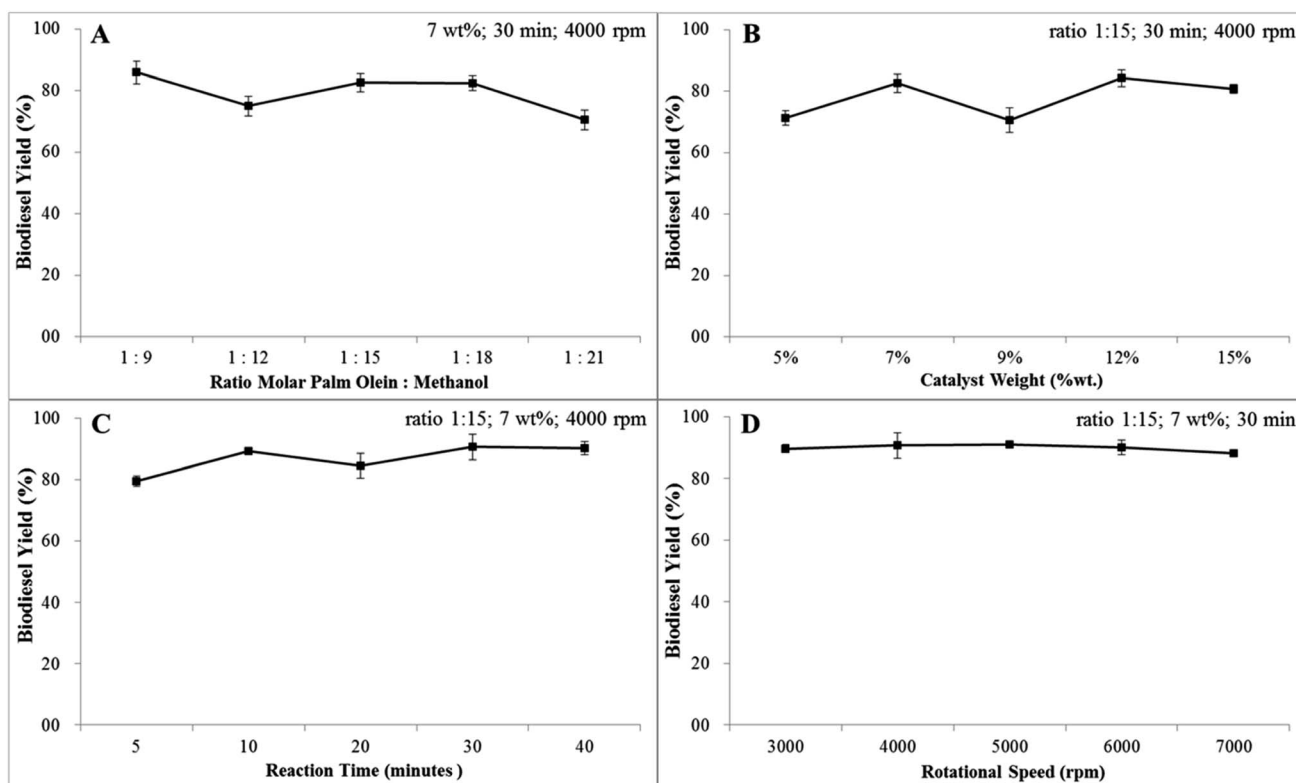 A
7 wt%; 30 min; 4000 rpm
Biodiesel Yield (%)
100
80
60
40
20
00
1 : 9 1 : 12 1 : 15 1 : 18 1 : 21
Ratio Molar Palm Olein : Methanol
B
ratio 1:15; 30 min; 4000 rpm
Biodiesel Yield (%)
100
80
60
40
20
00
5% 7% 9% 12% 15%
Catalyst Weight (%wt.)
C
ratio 1:15; 7 wt%; 4000 rpm
Biodiesel Yield (%)
100
80
60
40
20
00
5 10 20 30 40
Reaction Time (minutes )
D
ratio 1:15; 7 wt%; 30 min
Biodiesel Yield (%)
100
80
60
40
20
00
3000 4000 5000 6000 7000
Rotational Speed (rpm)